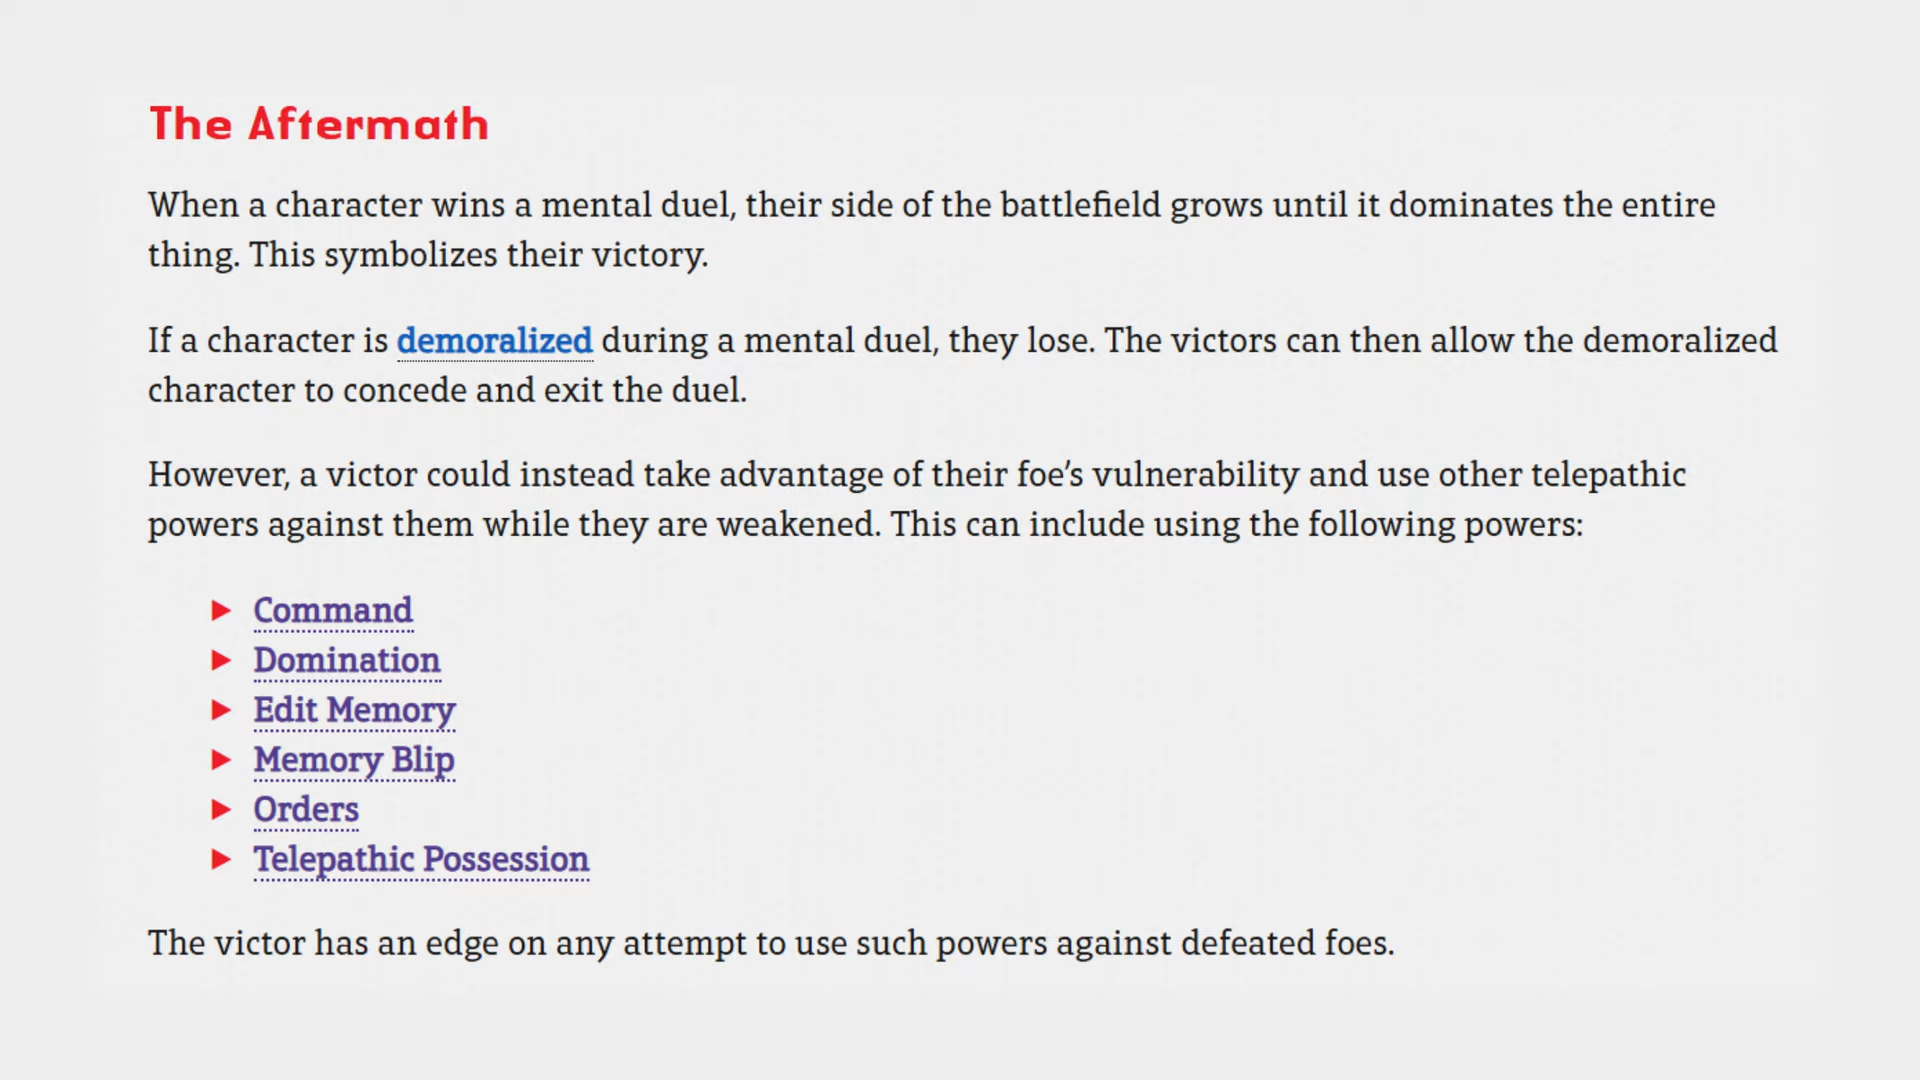 The Aftermath
When a character wins a mental duel, their side of the battlefield grows until it dominates the entire
thing. This symbolizes their victory.
If a character is demoralized during a mental duel, they lose. The victors can then allow the demoralized
character to concede and exit the duel.
However, a victor could instead take advantage of their foe’s vulnerability and use other telepathic
powers against them while they are weakened. This can include using the following powers:
Command
Domination
Edit Memory
Memory Blip
Orders
Telepathic Possession
The victor has an edge on any attempt to use such powers against defeated foes.